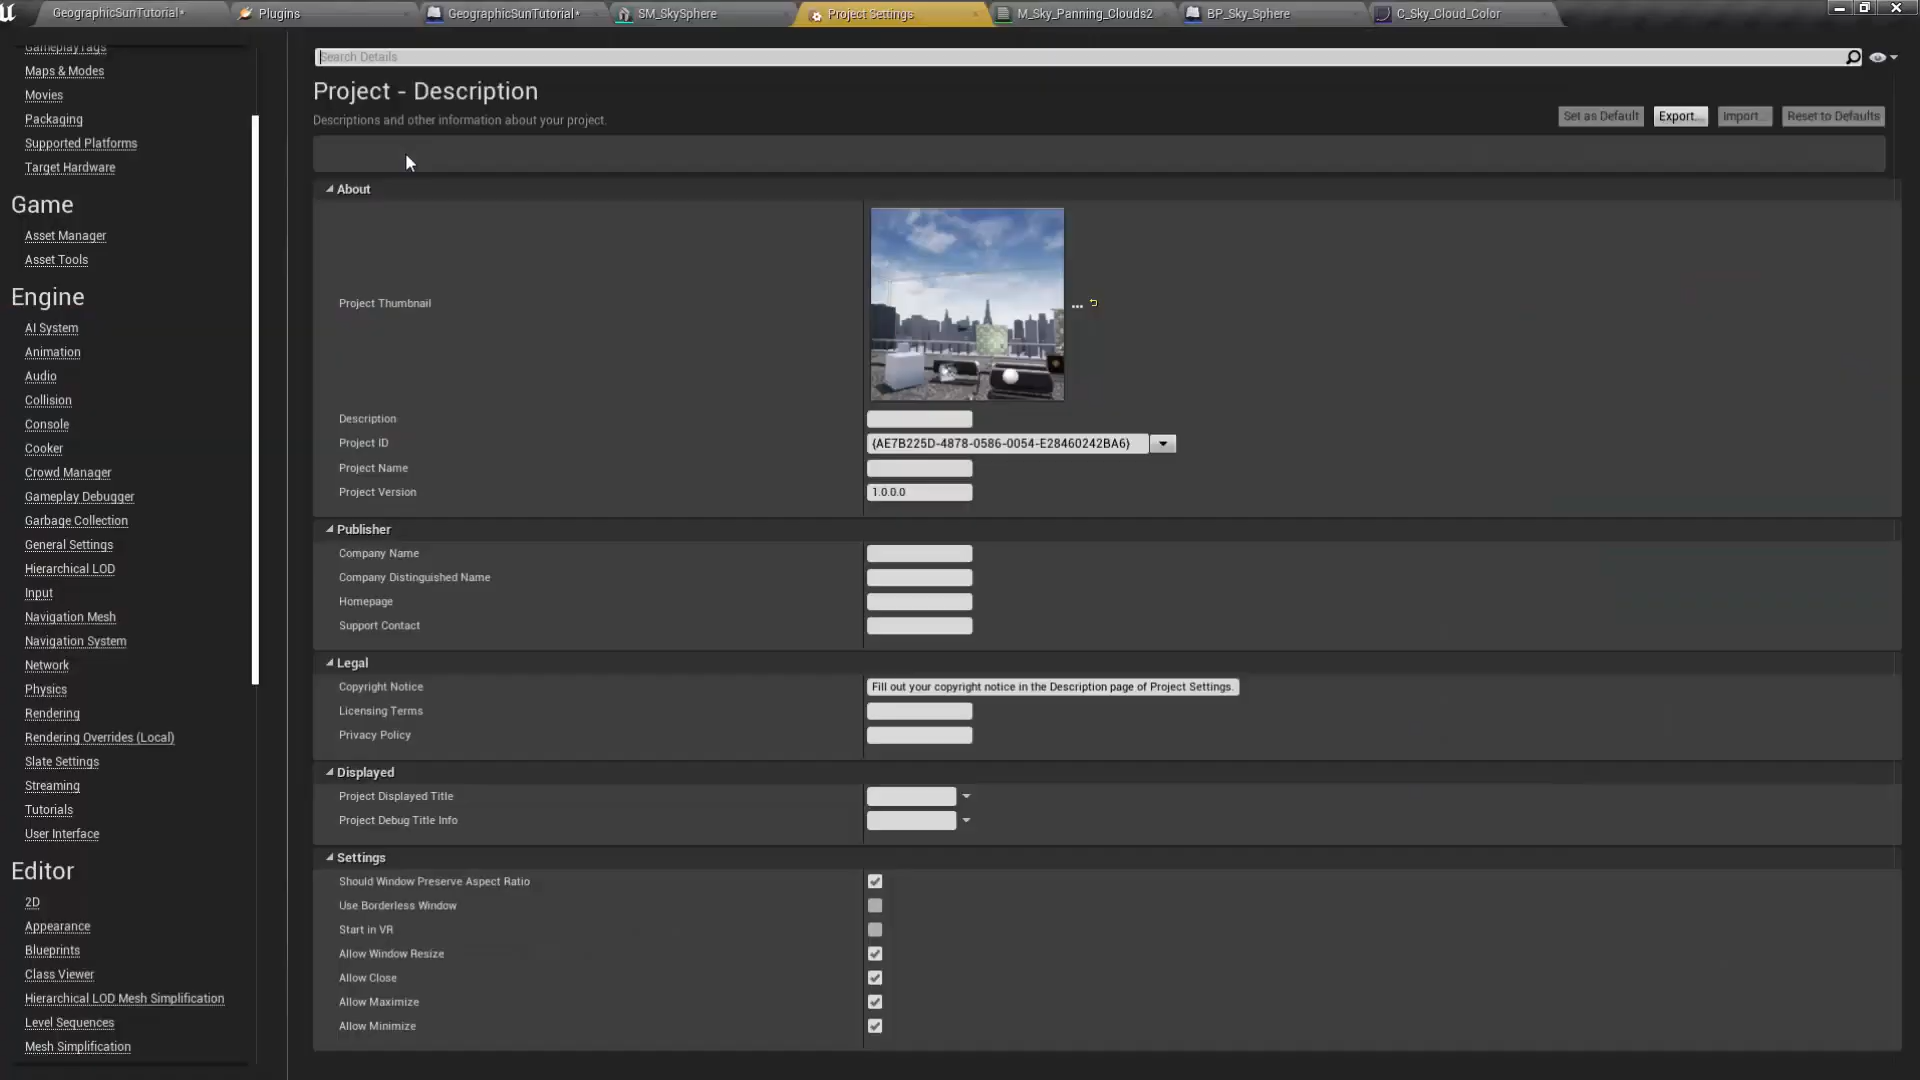 GeographicSunTutorial*
Plugins
GeographicSunTutorial*
SM_SkySphere
Project Settings
M_Sky_Panning_Clouds2
BP_Sky_Sphere
C_Sky_Cloud_Color
GameplayTags
Maps & Modes
Movies
Packaging
Supported Platforms
Target Hardware
Game
Asset Manager
Asset Tools
Engine
AI System
Animation
Audio
Collision
Console
Cooker
Crowd Manager
Gameplay Debugger
Garbage Collection
General Settings
Hierarchical LOD
Input
Navigation Mesh
Navigation System
Network
Physics
Rendering
Rendering Overrides (Local)
Slate Settings
Streaming
Tutorials
User Interface
Editor
2D
Appearance
Blueprints
Class Viewer
Hierarchical LOD Mesh Simplification
Level Sequences
Mesh Simplification
Search Details
Project - Description
Descriptions and other information about your project.
Set as Default
Export...
Import...
Reset to Defaults
About
Project Thumbnail
...
Description
Project ID
{AE7B225D-4878-0586-0054-E28460242BA6}
Project Name
Project Version
1.0.0.0
Publisher
Company Name
Company Distinguished Name
Homepage
Support Contact
Legal
Copyright Notice
Fill out your copyright notice in the Description page of Project Settings.
Licensing Terms
Privacy Policy
Displayed
Project Displayed Title
Project Debug Title Info
Settings
Should Window Preserve Aspect Ratio
Use Borderless Window
Start in VR
Allow Window Resize
Allow Close
Allow Maximize
Allow Minimize